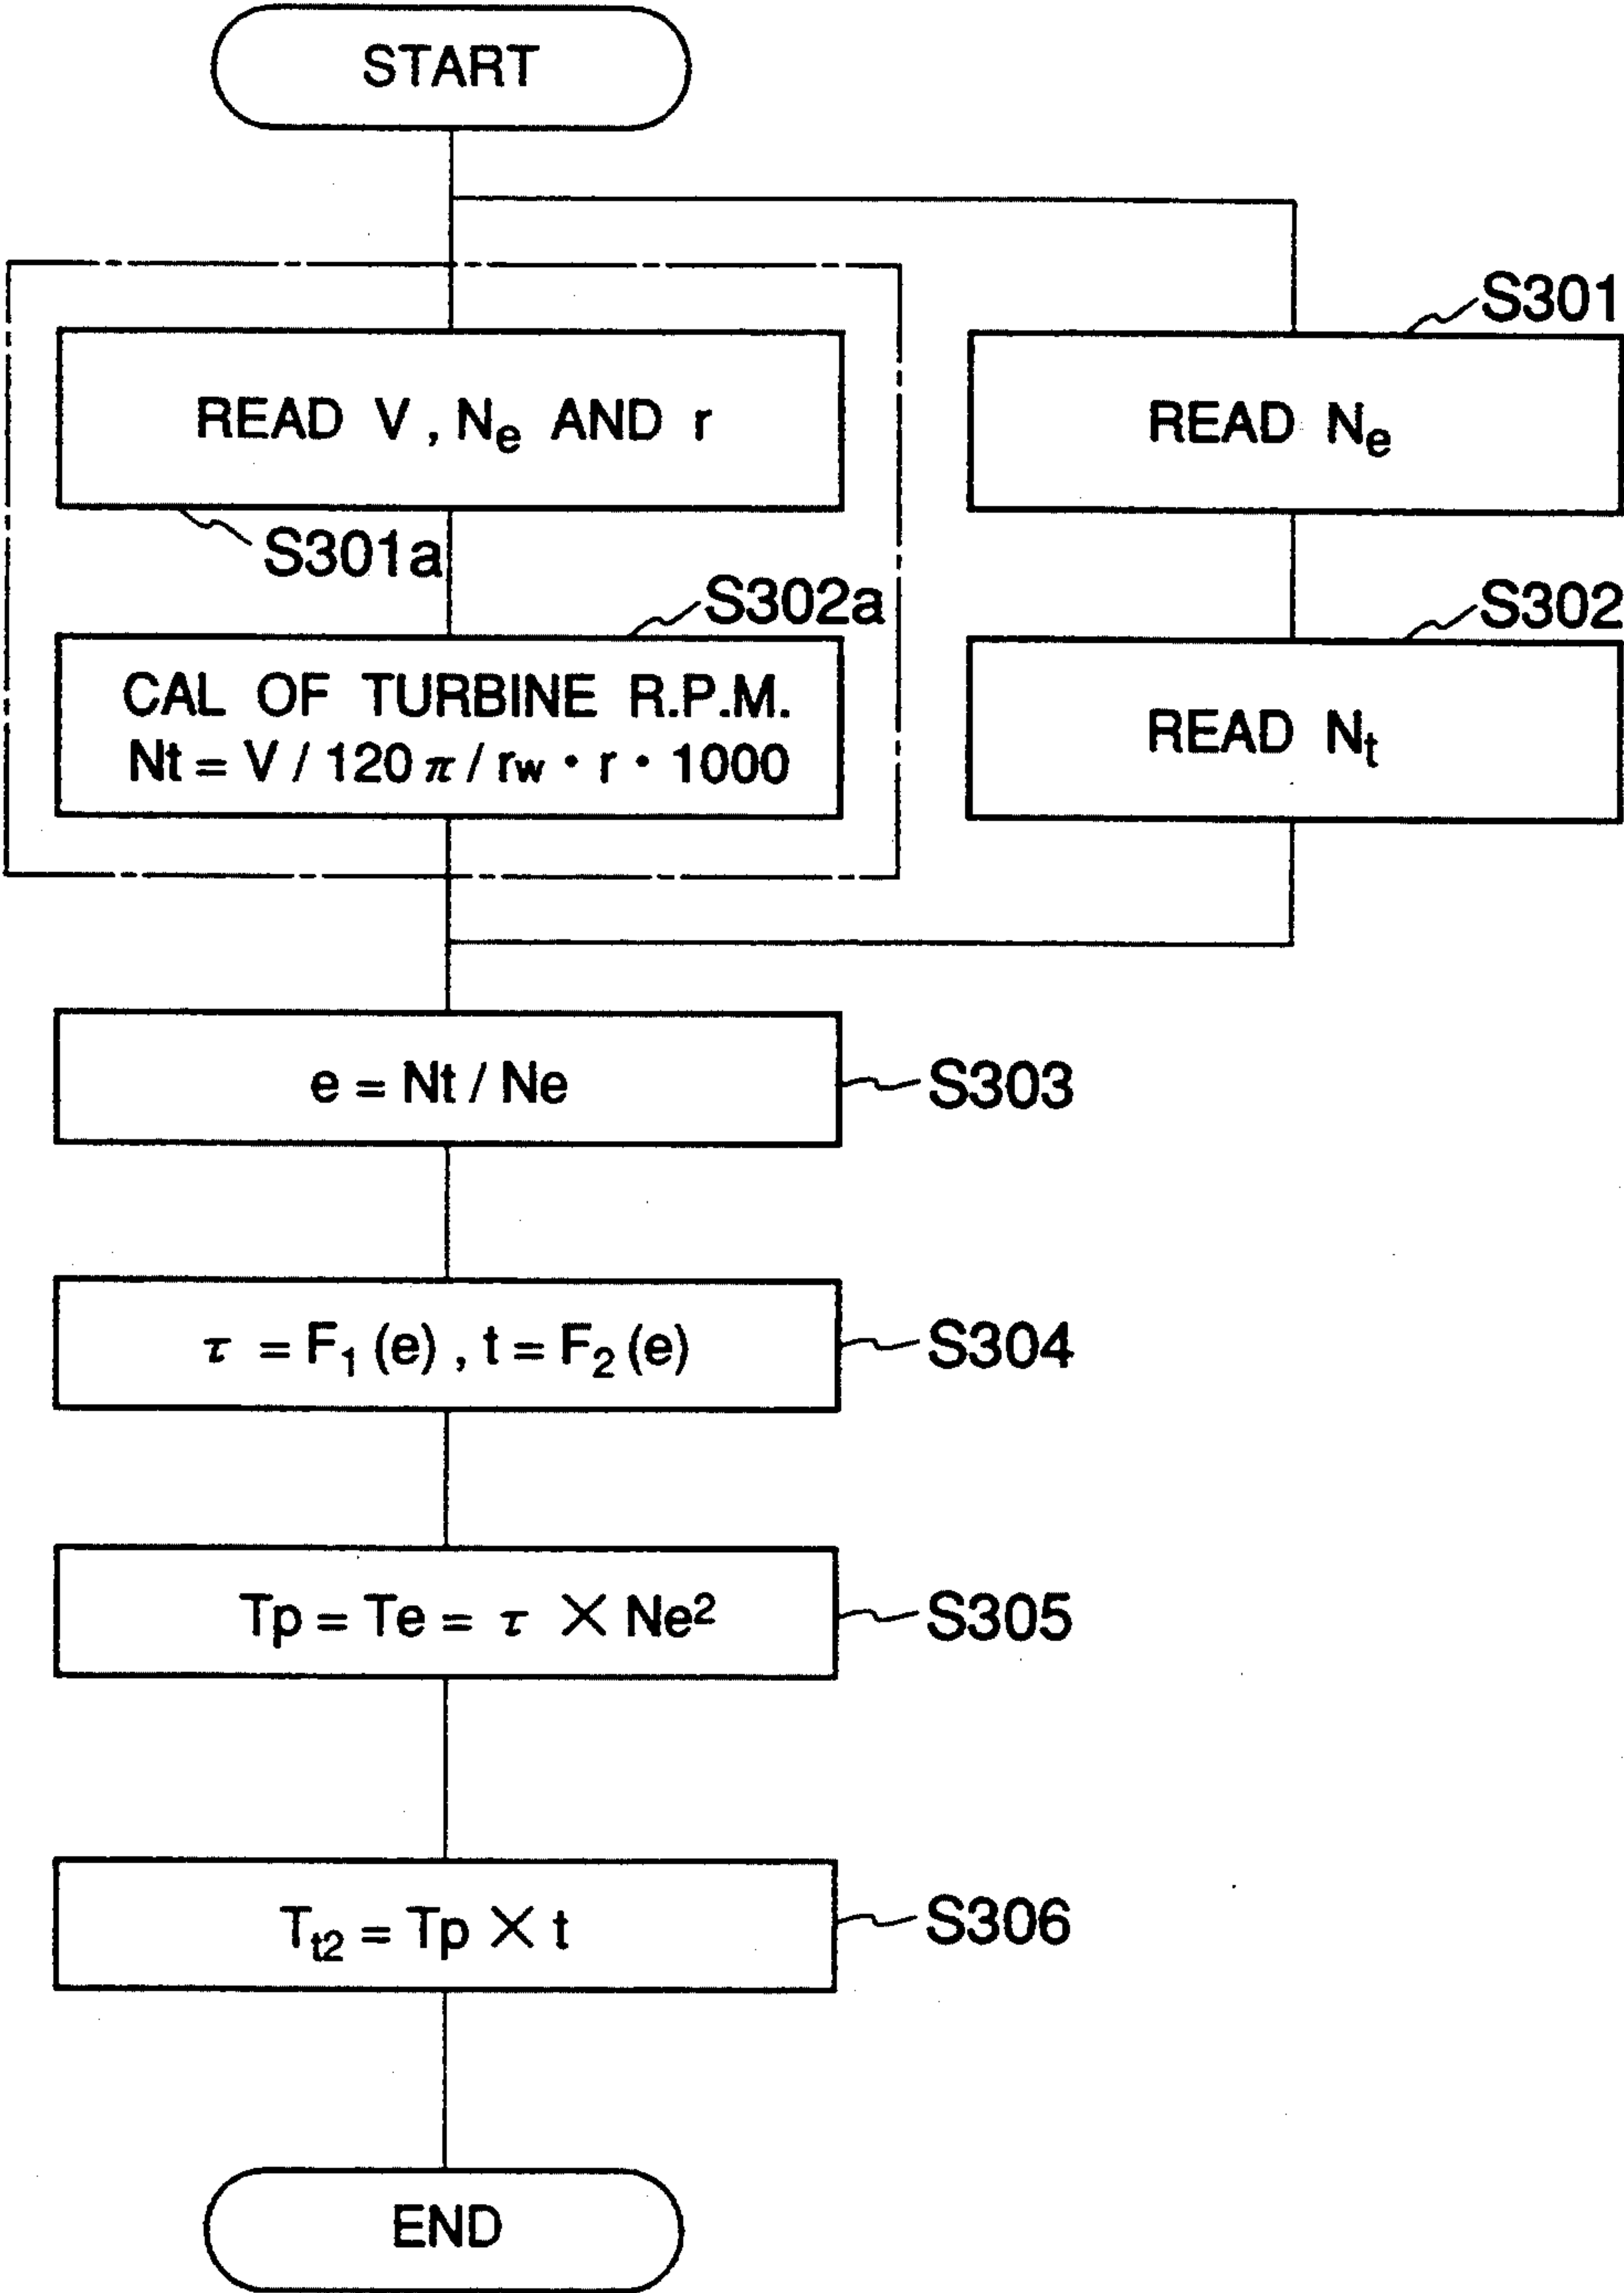 START
S301
READ V, Nₑ AND r
READ Nₑ
S301a
S302a
S302
CAL OF TURBINE R.P.M.
Nt = V / 120 π / rw · r · 1000
READ Nₜ
e = Nt / Ne
S303
τ = F₁ (e) , t = F₂ (e)
S304
Tp = Te = τ × Ne²
S305
Tₜ₂ = Tp × t
S306
END